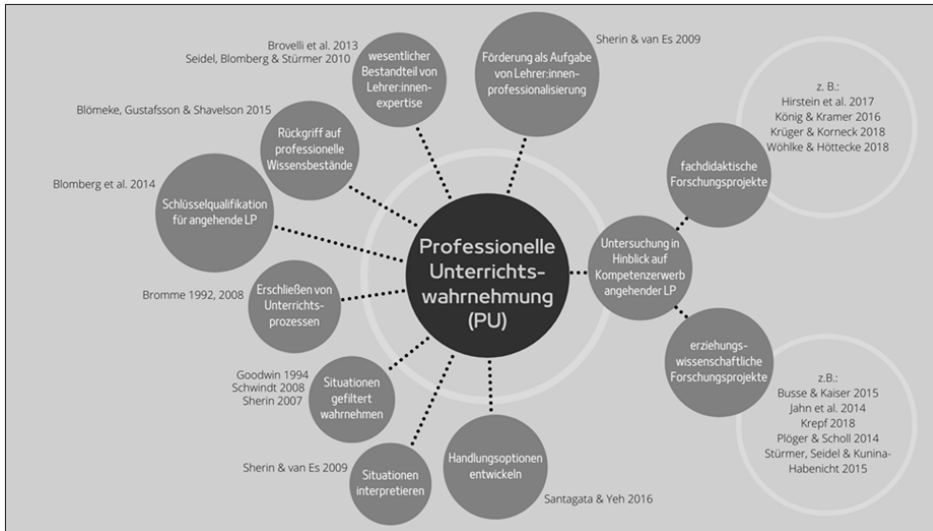 Brovelli et al. 2013
Seidel, Blomberg & Stürmer 2010
wesentlicher
Bestandteil von
Lehrer:innen-
expertise
Förderung als Aufgabe
von Lehrer:innen-
professionalisierung
Sherin & van Es 2009
Blömeke, Gustafsson & Shavelson 2015
Rückgriff auf
professionelle
Wissensbestände
Blomberg et al. 2014
Schlüsselqualifikation
für angehende LP
Bromme 1992, 2008
Erschließen von
Unterrichts-
prozessen
Goodwin 1994
Schwindt 2008
Sherin 2007
Situationen
gefiltert
wahrnehmen
Sherin & van Es 2009
Situationen
interpretieren
Handlungsoptionen
entwickeln
Santagata & Yeh 2016
Professionelle
Unterrichts-
wahrnehmung
(PU)
Untersuchung in
Hinblick auf
Kompetenzerwerb
angehender LP
fachdidaktische
Forschungsprojekte
z. B.:
Hirstein et al. 2017
König & Kramer 2016
Krüger & Korneck 2018
Wöhlke & Höttecke 2018
erziehungs-
wissenschaftliche
Forschungsprojekte
z.B.:
Busse & Kaiser 2015
Jahn et al. 2014
Krepf 2018
Plöger & Scholl 2014
Stürmer, Seidel & Kunina-
Habenicht 2015